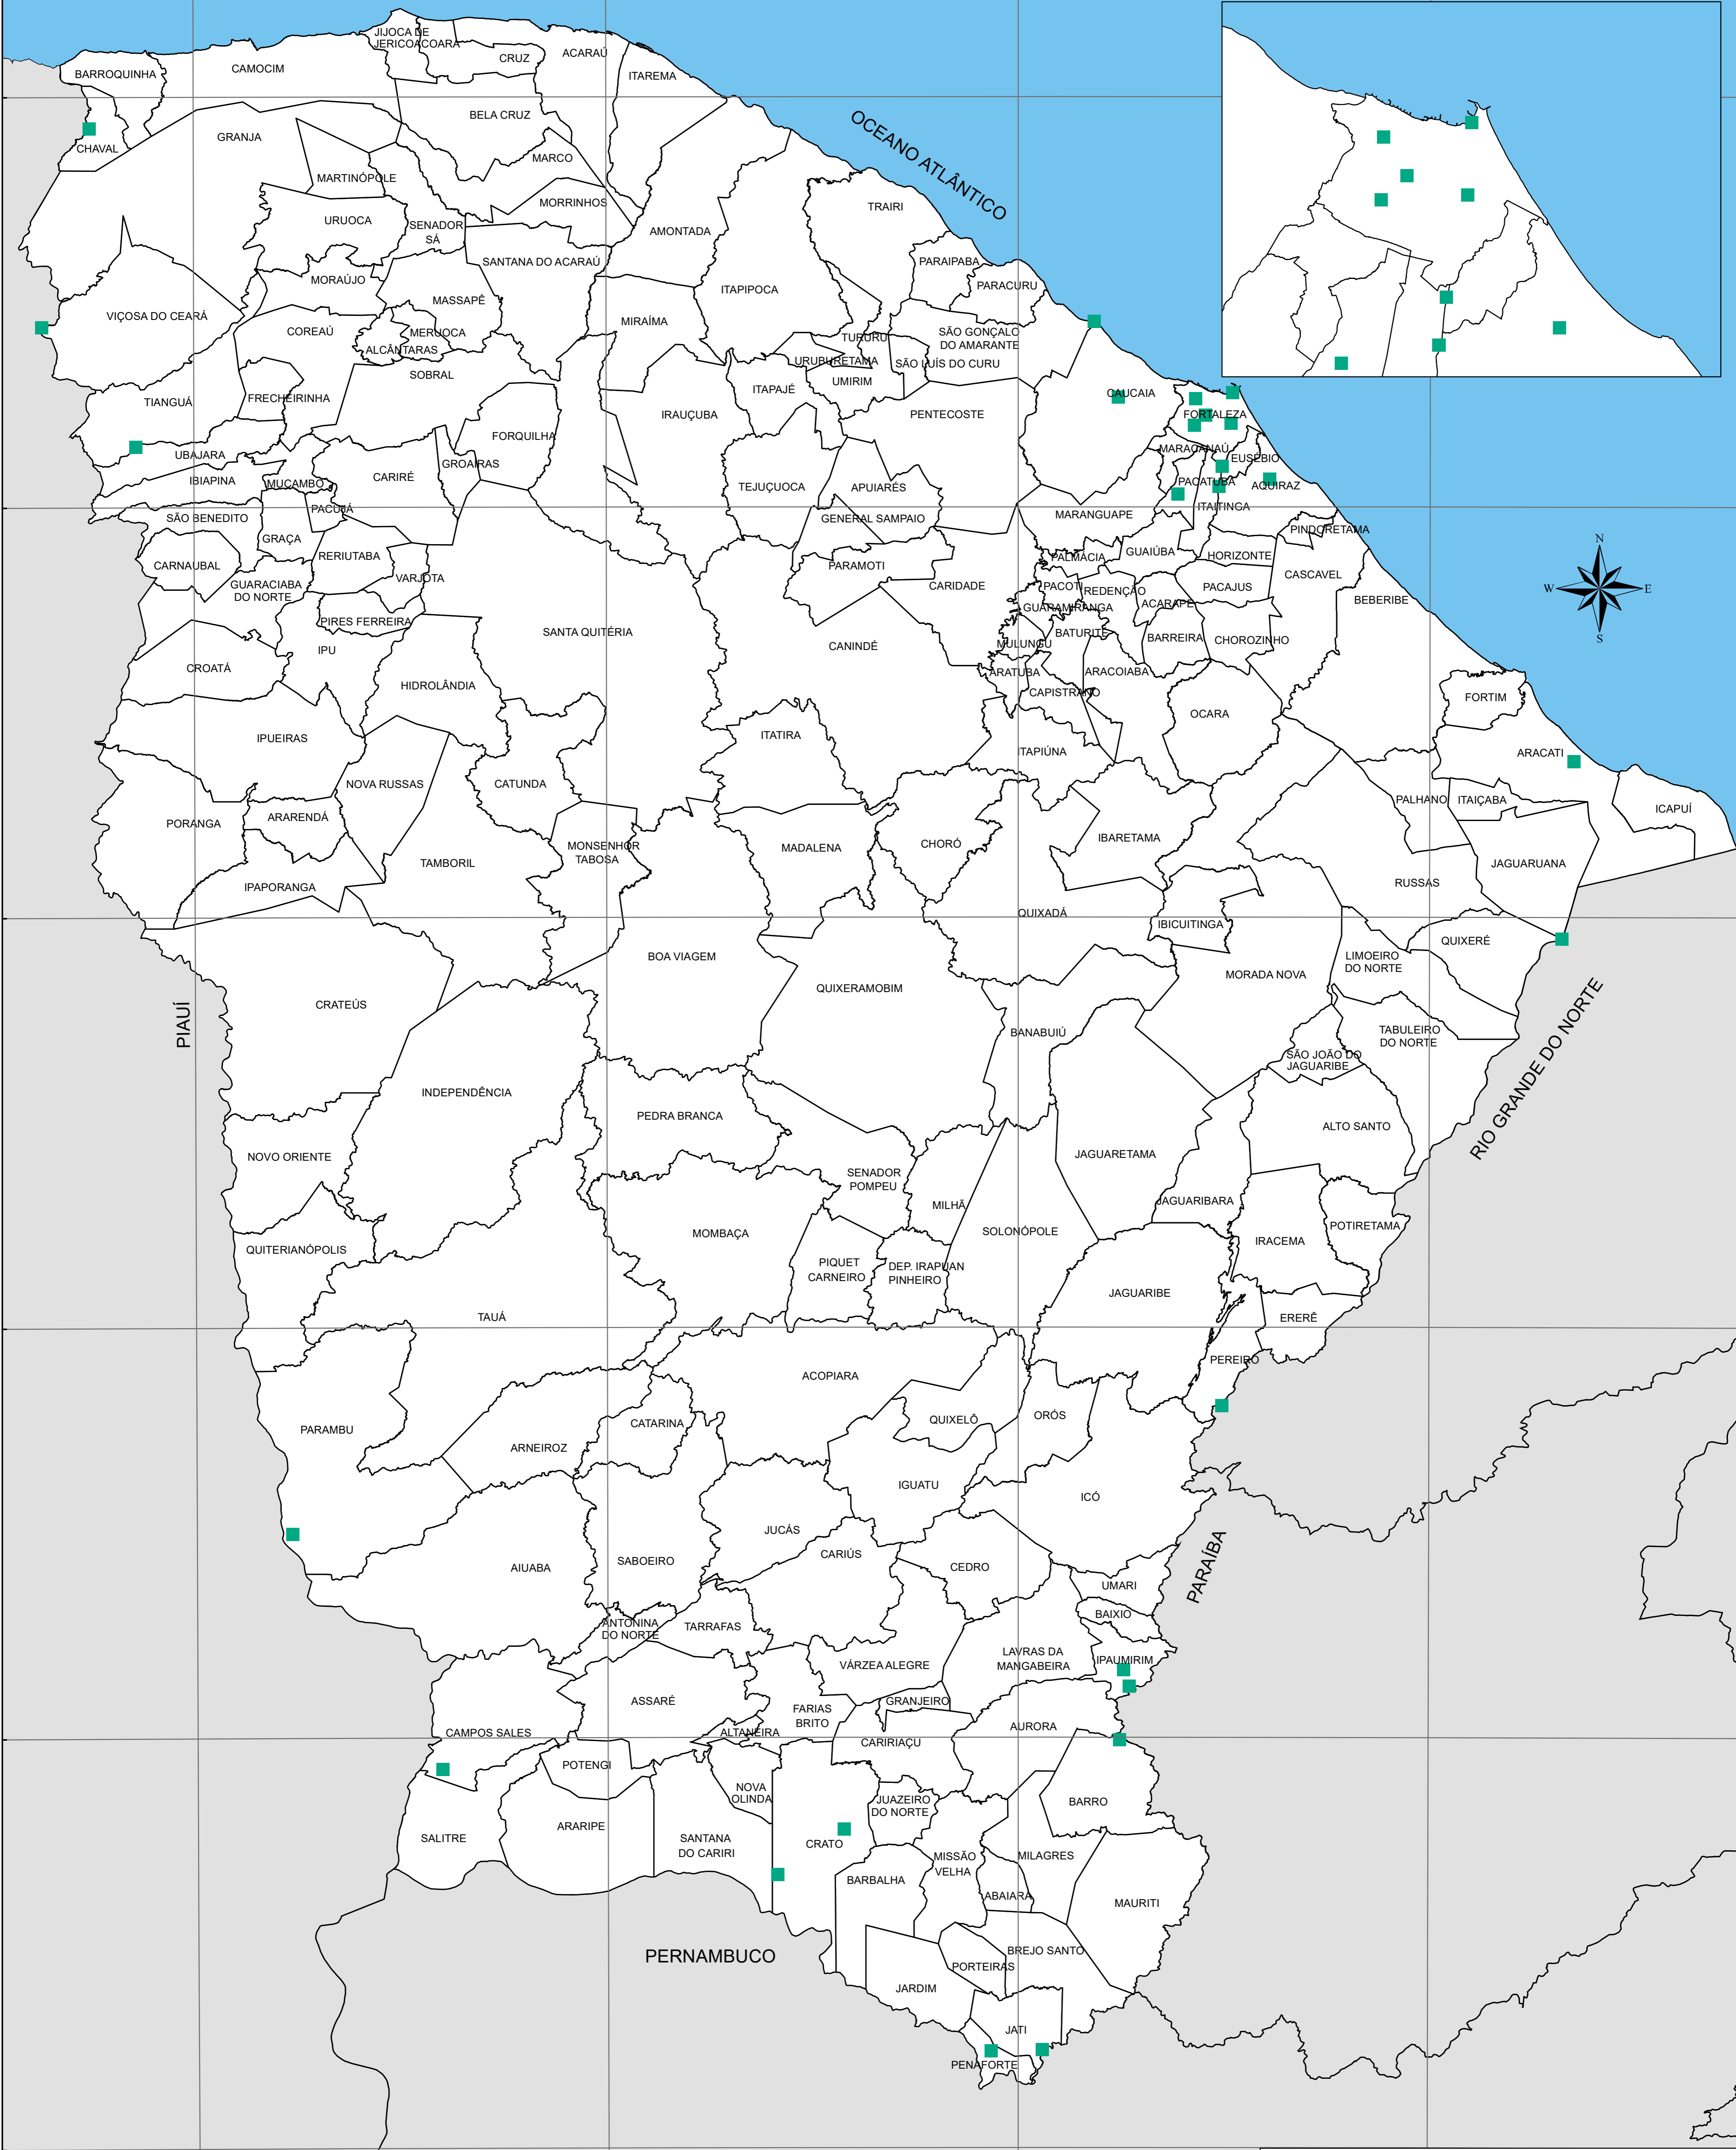 JIJOCA DE
JERICOACOARA
CRUZ
ACARAÚ
ITAREMA
BARROQUINHA
CAMOCIM
BELA CRUZ
CHAVAL
GRANJA
MARCO
OCEANO ATLÂNTICO
MARTINÓPOLE
MORRINHOS
TRAIRI
URUOCA
SENADOR
SÁ
AMONTADA
SANTANA DO ACARAÚ
PARAIPABA
MORAÚJO
ITAPIPOCA
PARACURU
MASSAPÊ
VIÇOSA DO CEARÁ
MIRAÍMA
COREAÚ
MERUOCA
TURURU
SÃO GONÇALO
DO AMARANTE
ALCÂNTARAS
URUBURETAMA
SÃO LUÍS DO CURU
SOBRAL
UMIRIM
ITAPAJÉ
CAUCAIA
FRECHEIRINHA
TIANGUÁ
IRAUÇUBA
PENTECOSTE
FORTALEZA
FORQUILHA
MARACANAÚ
UBAJARA
EUSÉBIO
GROAIRAS
IBIAPINA
MUCAMBO
CARIRÉ
TEJUÇUOCA
APUIARÉS
PACATUBA
AQUIRAZ
PACUJÁ
ITAITINGA
SÃO BENEDITO
GENERAL SAMPAIO
MARANGUAPE
PINDORETAMA
GRAÇA
CARNAUBAL
RERIUTABA
PARAMOTI
PALMÁCIA
GUAIÚBA
HORIZONTE
N
VARJOTA
CASCAVEL
GUARACIABA
DO NORTE
CARIDADE
PACOTI
REDENÇÃO
PACAJUS
W
E
BEBERIBE
GUARAMIRANGA
ACARAPE
PIRES FERREIRA
SANTA QUITÉRIA
BATURITÉ
BARREIRA
CHOROZINHO
S
IPU
CANINDÉ
MULUNGU
CROATÁ
ARATUBA
ARACOIABA
HIDROLÂNDIA
CAPISTRANO
FORTIM
OCARA
IPUEIRAS
ITATIRA
ITAPIÚNA
ARACATI
NOVA RUSSAS
CATUNDA
PALHANO
ITAIÇABA
ICAPUÍ
PORANGA
ARARENDÁ
IBARETAMA
MONSENHOR
TABOSA
MADALENA
CHORÓ
TAMBORIL
JAGUARUANA
IPAPORANGA
RUSSAS
QUIXADÁ
IBICUITINGA
QUIXERÉ
BOA VIAGEM
LIMOEIRO
DO NORTE
MORADA NOVA
QUIXERAMOBIM
CRATEÚS
PIAUÍ
BANABUIÚ
TABULEIRO
DO NORTE
RIO GRANDE DO NORTE
SÃO JOÃO DO
JAGUARIBE
INDEPENDÊNCIA
PEDRA BRANCA
ALTO SANTO
NOVO ORIENTE
JAGUARETAMA
SENADOR
POMPEU
JAGUARIBARA
MILHÃ
POTIRETAMA
MOMBAÇA
SOLONÓPOLE
IRACEMA
QUITERIANÓPOLIS
PIQUET
CARNEIRO
DEP. IRAPUAN
PINHEIRO
JAGUARIBE
TAUÁ
ERERÊ
PEREIRO
ACOPIARA
CATARINA
QUIXELÔ
ORÓS
PARAMBU
ARNEIROZ
IGUATU
ICÓ
JUCÁS
CARIÚS
PARAÍBA
SABOEIRO
AIUABA
CEDRO
UMARI
BAIXIO
ANTONINA
DO NORTE
TARRAFAS
LAVRAS DA
MANGABEIRA
IPAUMIRIM
VÁRZEA ALEGRE
ASSARÉ
GRANJEIRO
FARIAS
BRITO
CAMPOS SALES
ALTANEIRA
AURORA
CARIRIAÇU
POTENGI
NOVA
OLINDA
JUAZEIRO
DO NORTE
BARRO
ARARIPE
SALITRE
SANTANA
DO CARIRI
CRATO
MISSÃO
VELHA
MILAGRES
BARBALHA
ABAIARA
MAURITI
PERNAMBUCO
BREJO SANTO
PORTEIRAS
JARDIM
JATI
PENAFORTE